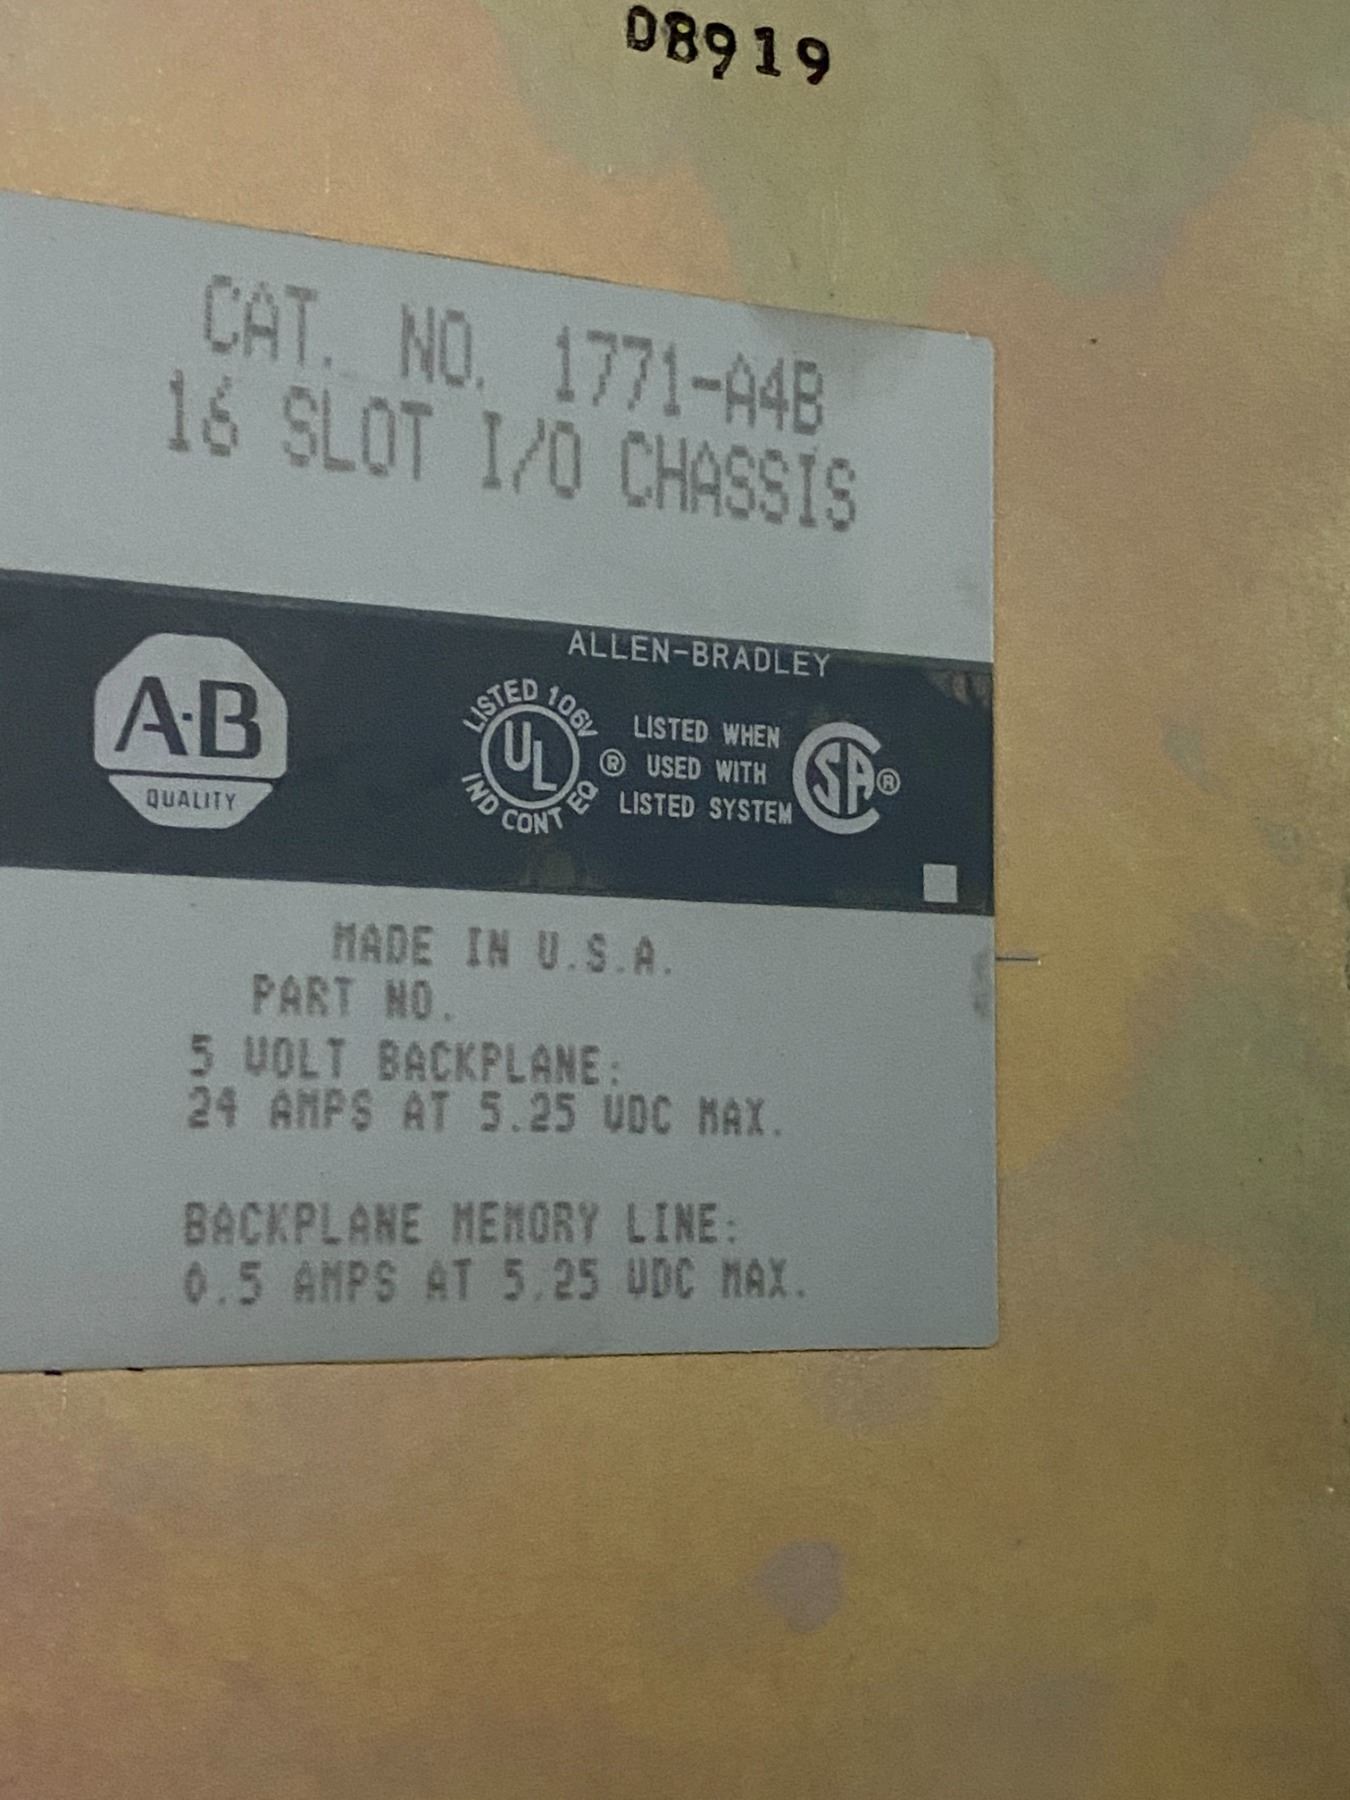 08919
CAT. NO. 1771-A4B
16 SLOT I/O CHASSIS
ALLEN-BRADLEY
A·B
QUALITY
LISTED 106V
UL
IND CONT EQ
®
LISTED WHEN
USED WITH
LISTED SYSTEM
SA®
MADE IN U.S.A.
PART NO.
5 VOLT BACKPLANE:
24 AMPS AT 5.25 VDC MAX.
BACKPLANE MEMORY LINE:
0.5 AMPS AT 5.25 VDC MAX.